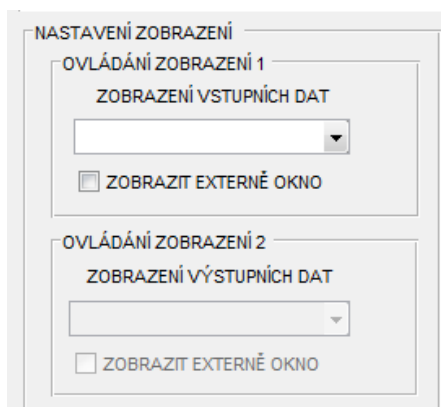 NASTAVENÍ ZOBRAZENÍ
OVLÁDÁNÍ ZOBRAZENÍ 1
ZOBRAZENÍ VSTUPNÍCH DAT
ZOBRAZIT EXTERNĚ OKNO
OVLÁDÁNÍ ZOBRAZENÍ 2
ZOBRAZENÍ VÝSTUPNÍCH DAT
ZOBRAZIT EXTERNĚ OKNO